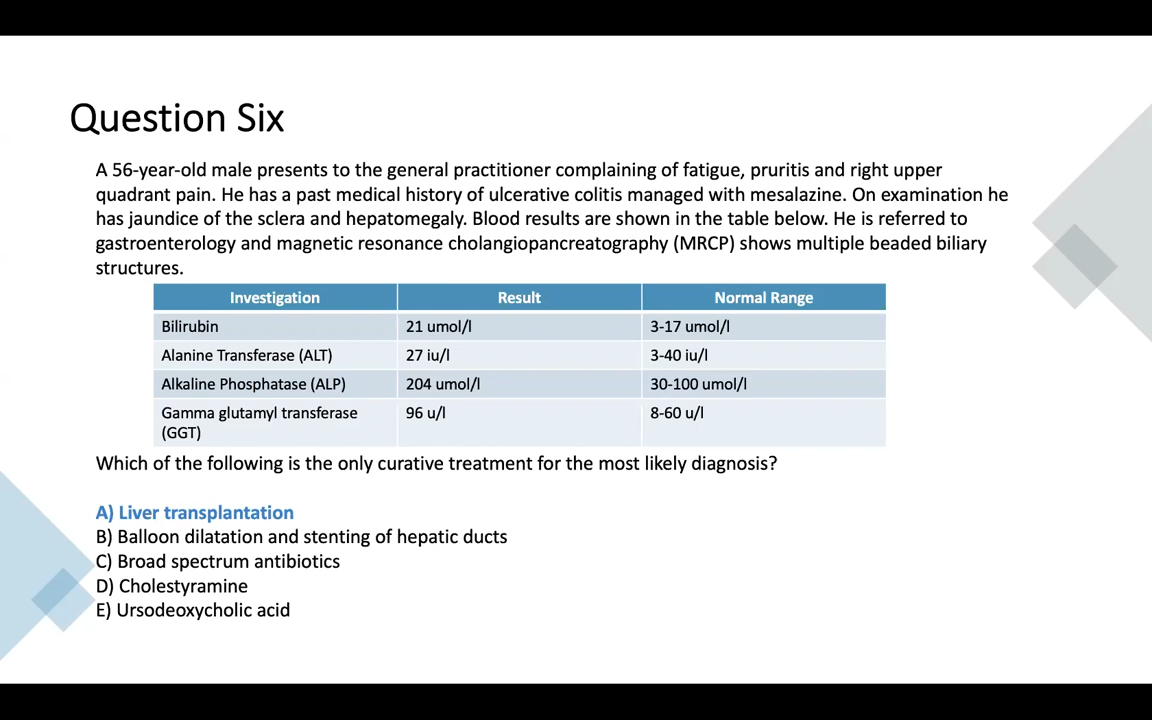 Question Six
A 56-year-old male presents to the general practitioner complaining of fatigue, pruritis and right upper
quadrant pain. He has a past medical history of ulcerative colitis managed with mesalazine. On examination he
has jaundice of the sclera and hepatomegaly. Blood results are shown in the table below. He is referred to
gastroenterology and magnetic resonance cholangiopancreatography (MRCP) shows multiple beaded biliary
structures.
Investigation Result Normal Range
Bilirubin 21 umol/l 3-17 umol/l
Alanine Transferase (ALT) 27 iu/l 3-40 iu/l
Alkaline Phosphatase (ALP) 204 umol/l 30-100 umol/l
Gamma glutamyl transferase 96 u/l 8-60 u/l
(GGT)
Which of the following is the only curative treatment for the most likely diagnosis?
A) Liver transplantation
B) Balloon dilatation and stenting of hepatic ducts
C) Broad spectrum antibiotics
D) Cholestyramine
E) Ursodeoxycholic acid